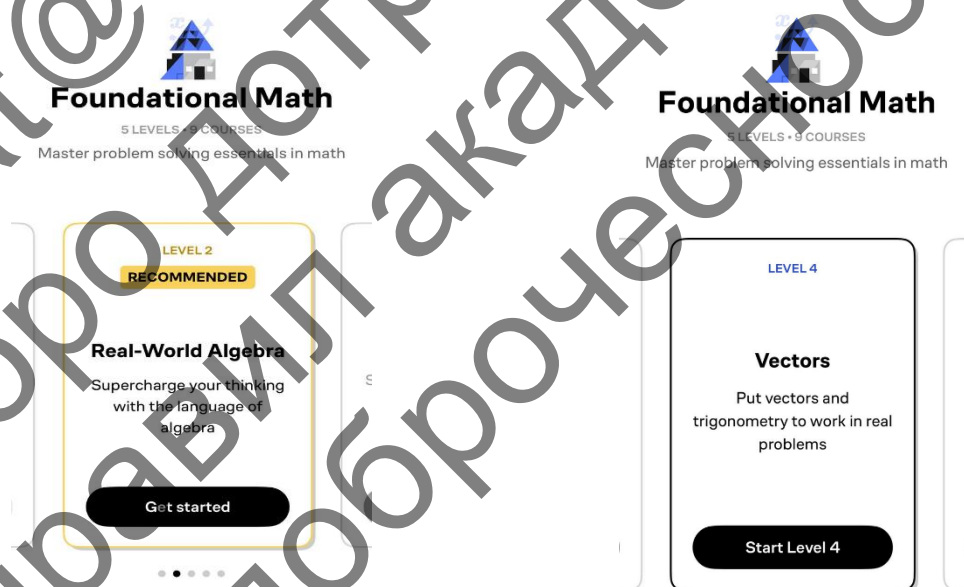 Foundational Math
5 LEVELS • 9 COURSES
Master problem solving essentials in math
LEVEL 2
RECOMMENDED
Real-World Algebra
Supercharge your thinking
with the language of
algebra
Get started
Foundational Math
5 LEVELS • 9 COURSES
Master problem solving essentials in math
LEVEL 4
Vectors
Put vectors and
trigonometry to work in real
problems
Start Level 4